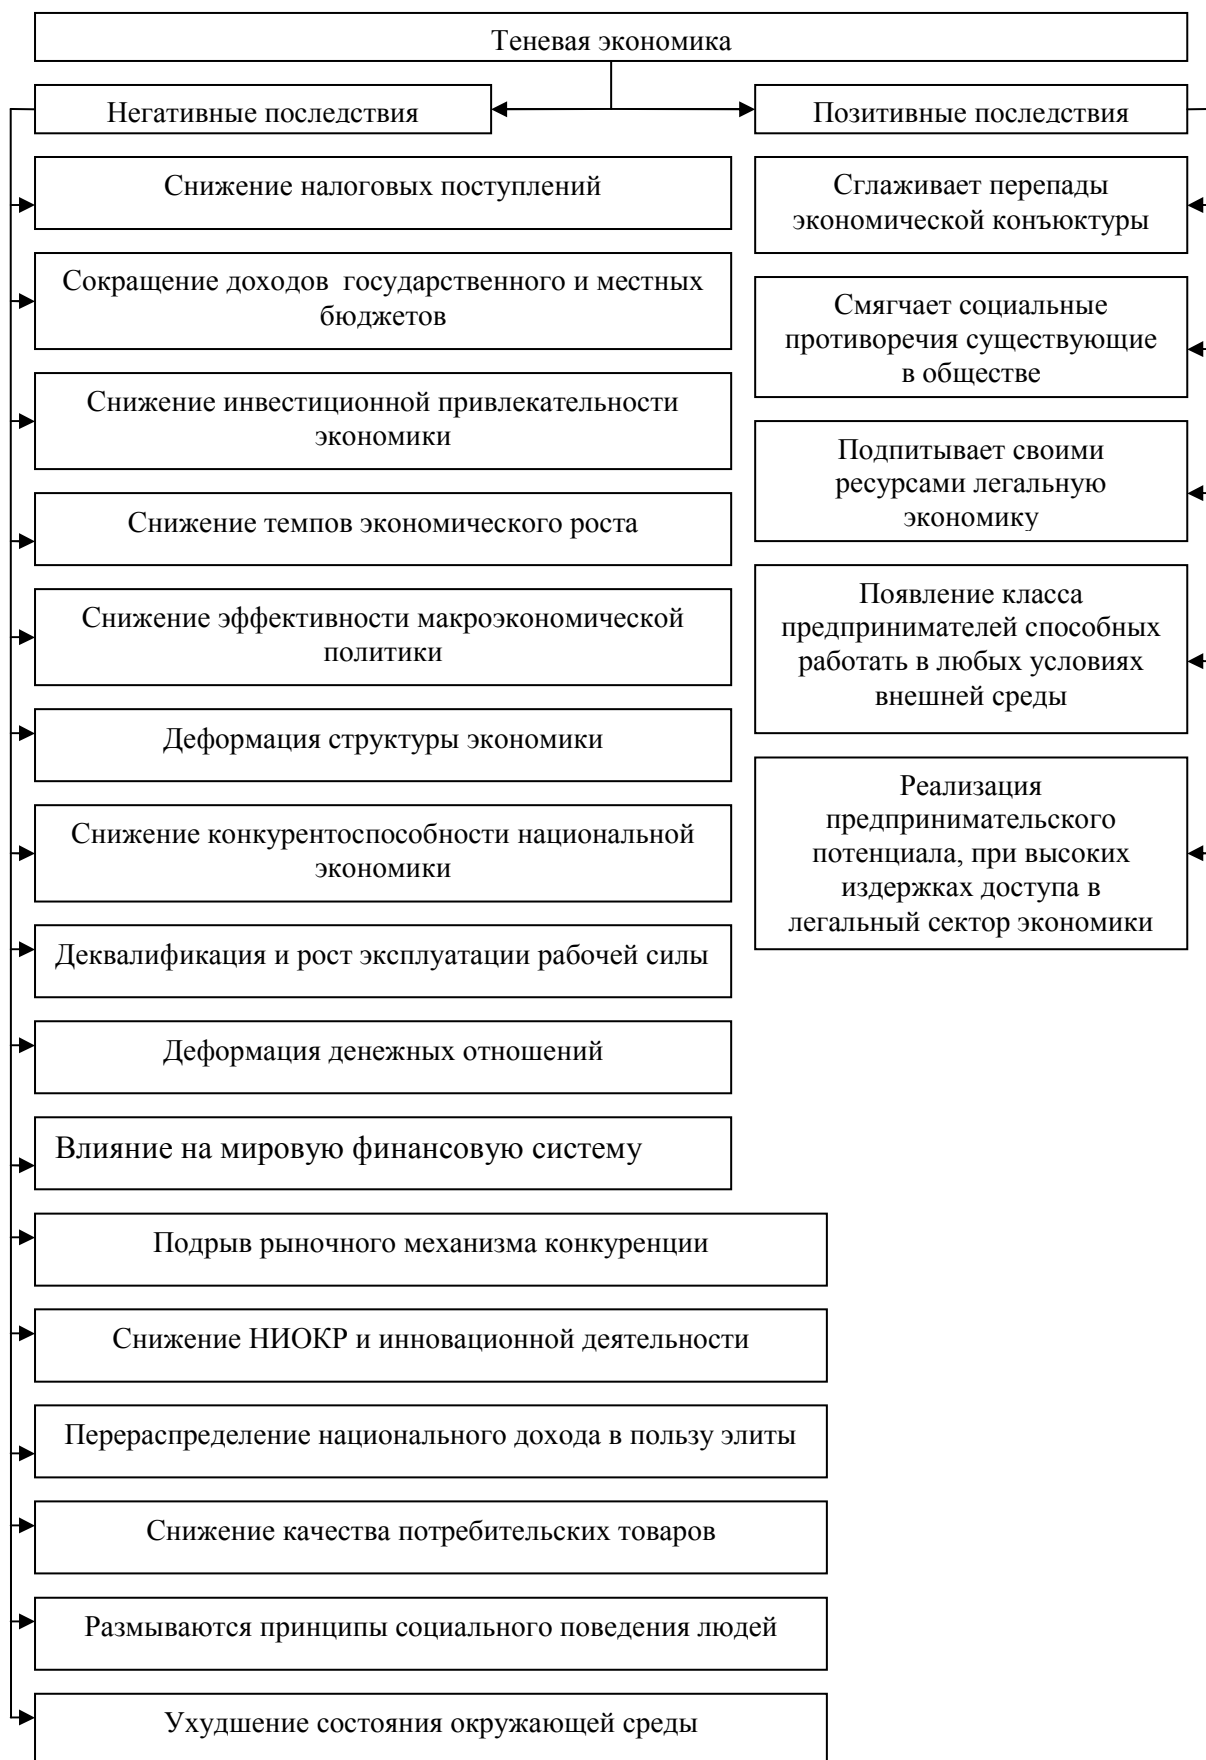 Теневая экономика
Негативные последствия
Позитивные последствия
Снижение налоговых поступлений
Сокращение доходов  государственного и местных
бюджетов
Снижение инвестиционной привлекательности
экономики
Снижение темпов экономического роста
Снижение эффективности макроэкономической
политики
Деформация структуры экономики
Снижение конкурентоспособности национальной
экономики
Деквалификация и рост эксплуатации рабочей силы
Деформация денежных отношений
Влияние на мировую финансовую систему
Подрыв рыночного механизма конкуренции
Снижение НИОКР и инновационной деятельности
Перераспределение национального дохода в пользу элиты
Снижение качества потребительских товаров
Размываются принципы социального поведения людей
Ухудшение состояния окружающей среды
Сглаживает перепады
экономической конъюктуры
Смягчает социальные
противоречия существующие
в обществе
Подпитывает своими
ресурсами легальную
экономику
Появление класса
предпринимателей способных
работать в любых условиях
внешней среды
Реализация
предпринимательского
потенциала, при высоких
издержках доступа в
легальный сектор экономики